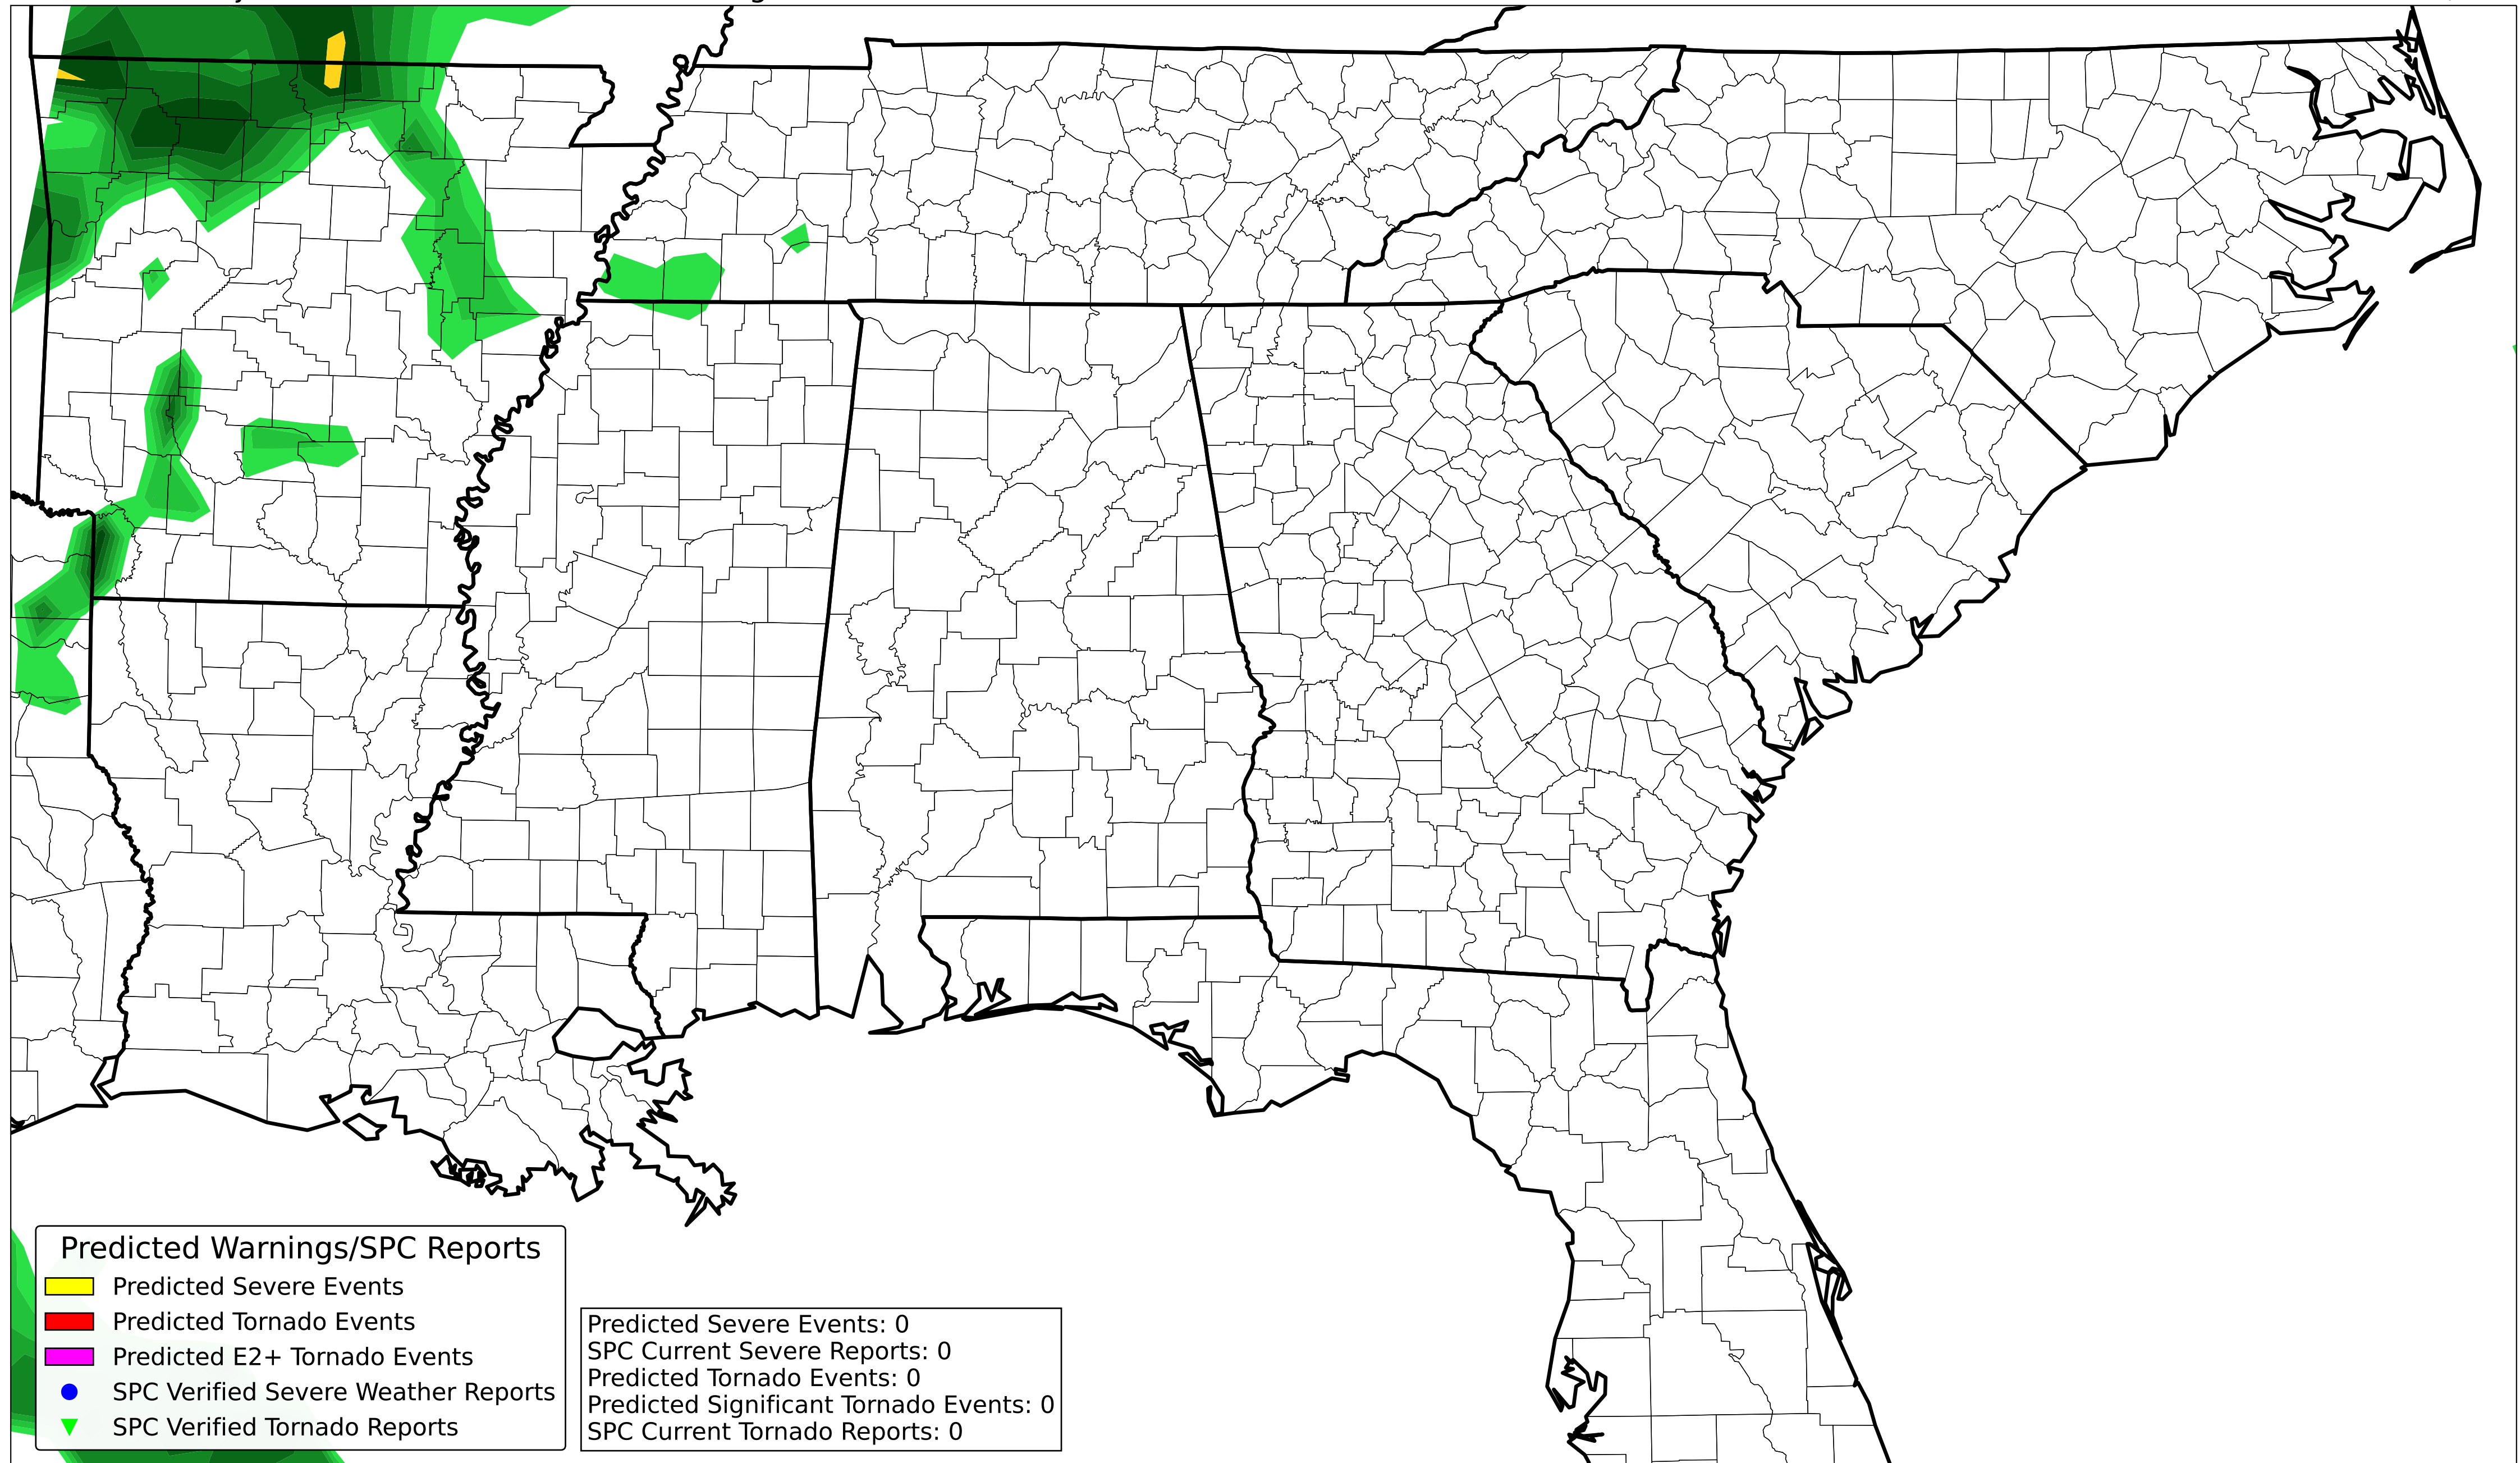 Predicted Warnings/SPC Reports
Predicted Severe Events
Predicted Tornado Events
Predicted E2+ Tornado Events
SPC Verified Severe Weather Reports
SPC Verified Tornado Reports
Predicted Severe Events: 0
SPC Current Severe Reports: 0
Predicted Tornado Events: 0
Predicted Significant Tornado Events: 0
SPC Current Tornado Reports: 0